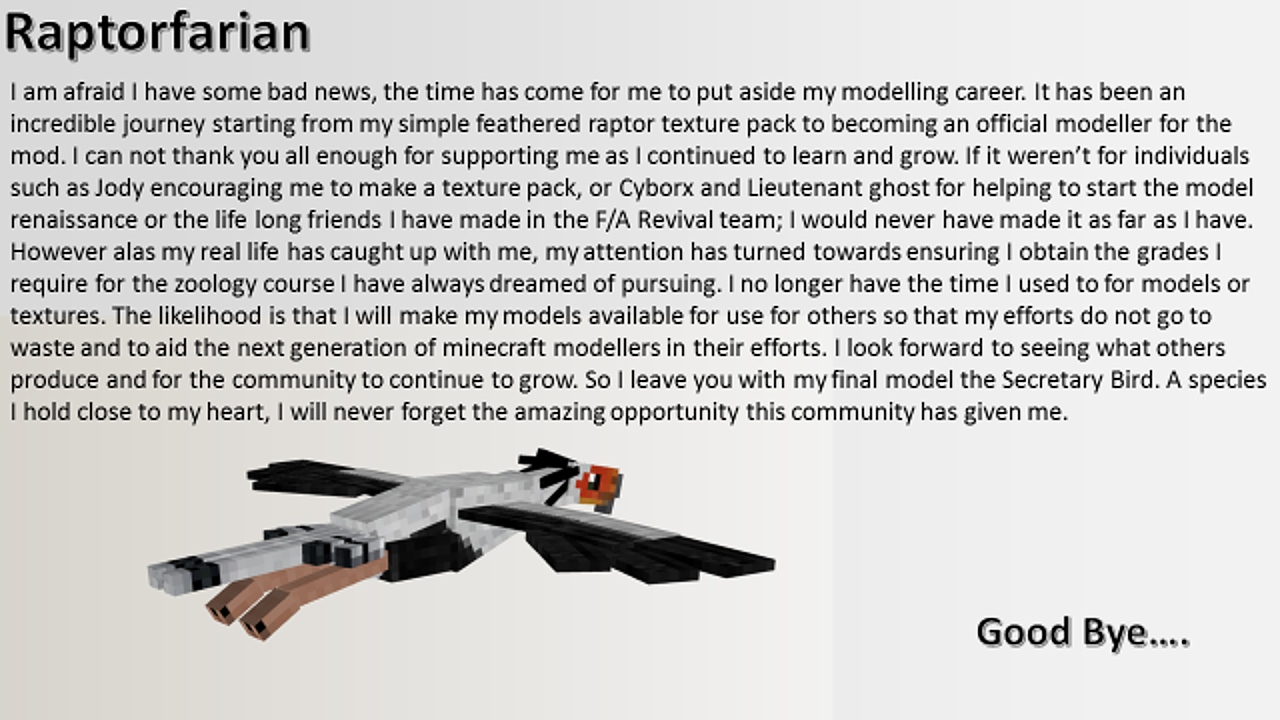 Raptorfarian
I am afraid I have some bad news, the time has come for me to put aside my modelling career. It has been an
incredible journey starting from my simple feathered raptor texture pack to becoming an official modeller for the
mod. I can not thank you all enough for supporting me as I continued to learn and grow. If it weren’t for individuals
such as Jody encouraging me to make a texture pack, or Cyborx and Lieutenant ghost for helping to start the model
renaissance or the life long friends I have made in the F/A Revival team; I would never have made it as far as I have.
However alas my real life has caught up with me, my attention has turned towards ensuring I obtain the grades I
require for the zoology course I have always dreamed of pursuing. I no longer have the time I used to for models or
textures. The likelihood is that I will make my models available for use for others so that my efforts do not go to
waste and to aid the next generation of minecraft modellers in their efforts. I look forward to seeing what others
produce and for the community to continue to grow. So I leave you with my final model the Secretary Bird. A species
I hold close to my heart, I will never forget the amazing opportunity this community has given me.
Good Bye....